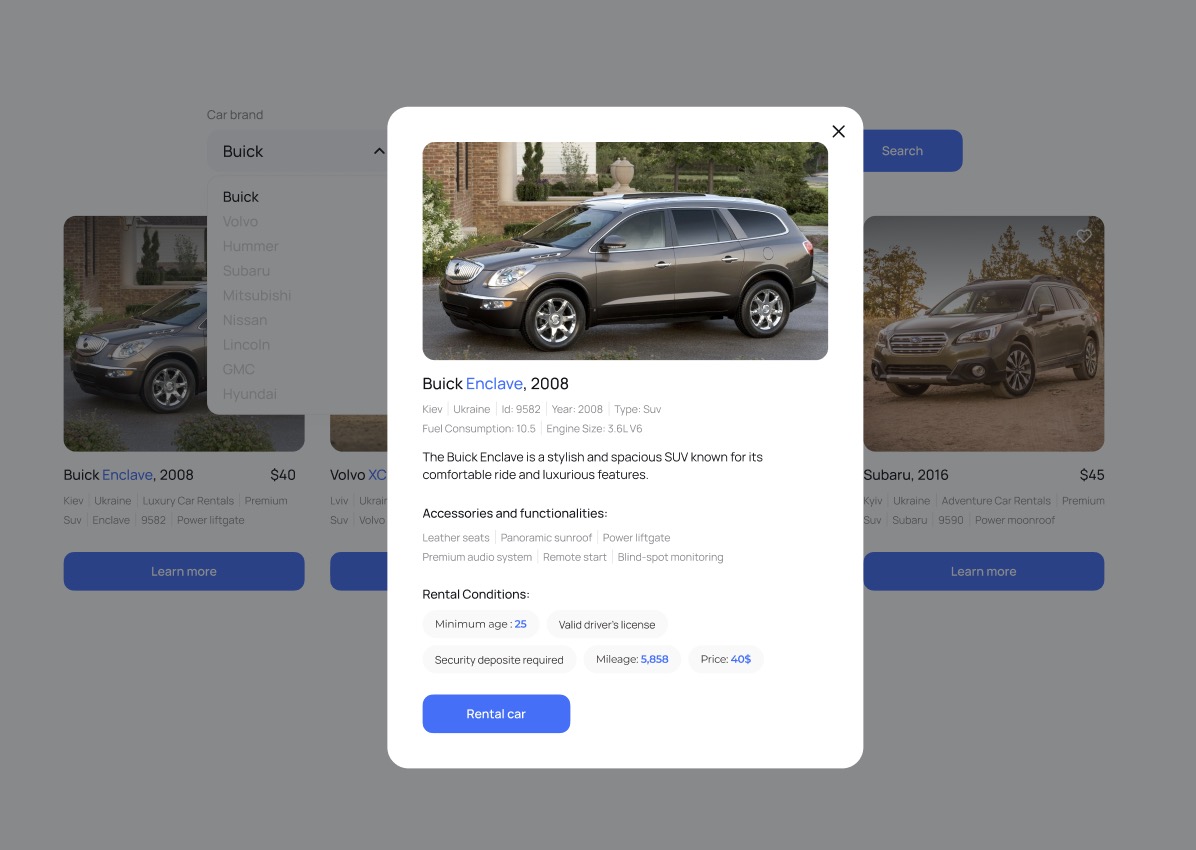 Car brand
Buick
Search
Buick
Volvo
Hummer
Subaru
Mitsubishi
Nissan
Lincoln
GMC
Hyundai
Buick Enclave, 2008
Kiev | Ukraine | Id: 9582 | Year: 2008 | Type: Suv
Fuel Consumption: 10.5 | Engine Size: 3.6L V6
The Buick Enclave is a stylish and spacious SUV known for its
comfortable ride and luxurious features.
Accessories and functionalities:
Leather seats | Panoramic sunroof | Power liftgate
Premium audio system | Remote start | Blind-spot monitoring
Rental Conditions:
Minimum age : 25 Valid driver's license
Security deposite required Mileage: 5,858 Price: 40$
Rental car
Buick Enclave, 2008 $40
Kiev | Ukraine | Luxury Car Rentals | Premium
Suv | Enclave | 9582 | Power liftgate
Learn more
Volvo XC
Lviv
Suv | Volvo
Subaru, 2016 $45
Kyiv | Ukraine | Adventure Car Rentals | Premium
Suv | Subaru | 9590 | Power moonroof
Learn more